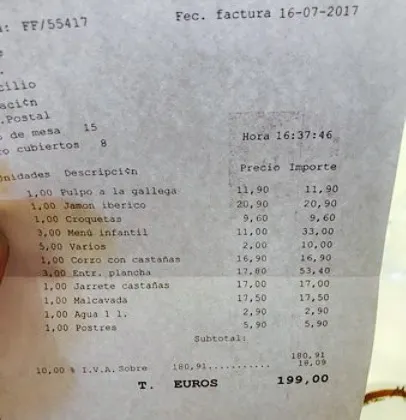 : FF/55417
Fec. factura 16-07-2017
cilio
ación
.Postal
o de mesa 15
ro cubiertos 8
Hora 16:37:46
Unidades Descripción Precio Importe
1,00 Pulpo a la gallega 11,90 11,90
1,00 Jamon iberico 20,90 20,90
1,00 Croquetas 9,60 9,60
3,00 Menú infantil 11,00 33,00
5,00 Varios 2,00 10,00
1,00 Corzo con castañas 16,90 16,90
3,00 Entr. plancha 17,80 53,40
1,00 Jarrete castañas 17,00 17,00
1,00 Malcavada 17,50 17,50
1,00 Agua 1 l. 2,90 2,90
1,00 Postres 5,90 5,90
Subtotal:
180,91
10,00 % I.V.A. Sobre 180,91........... 18,09
T. EUROS 199,00